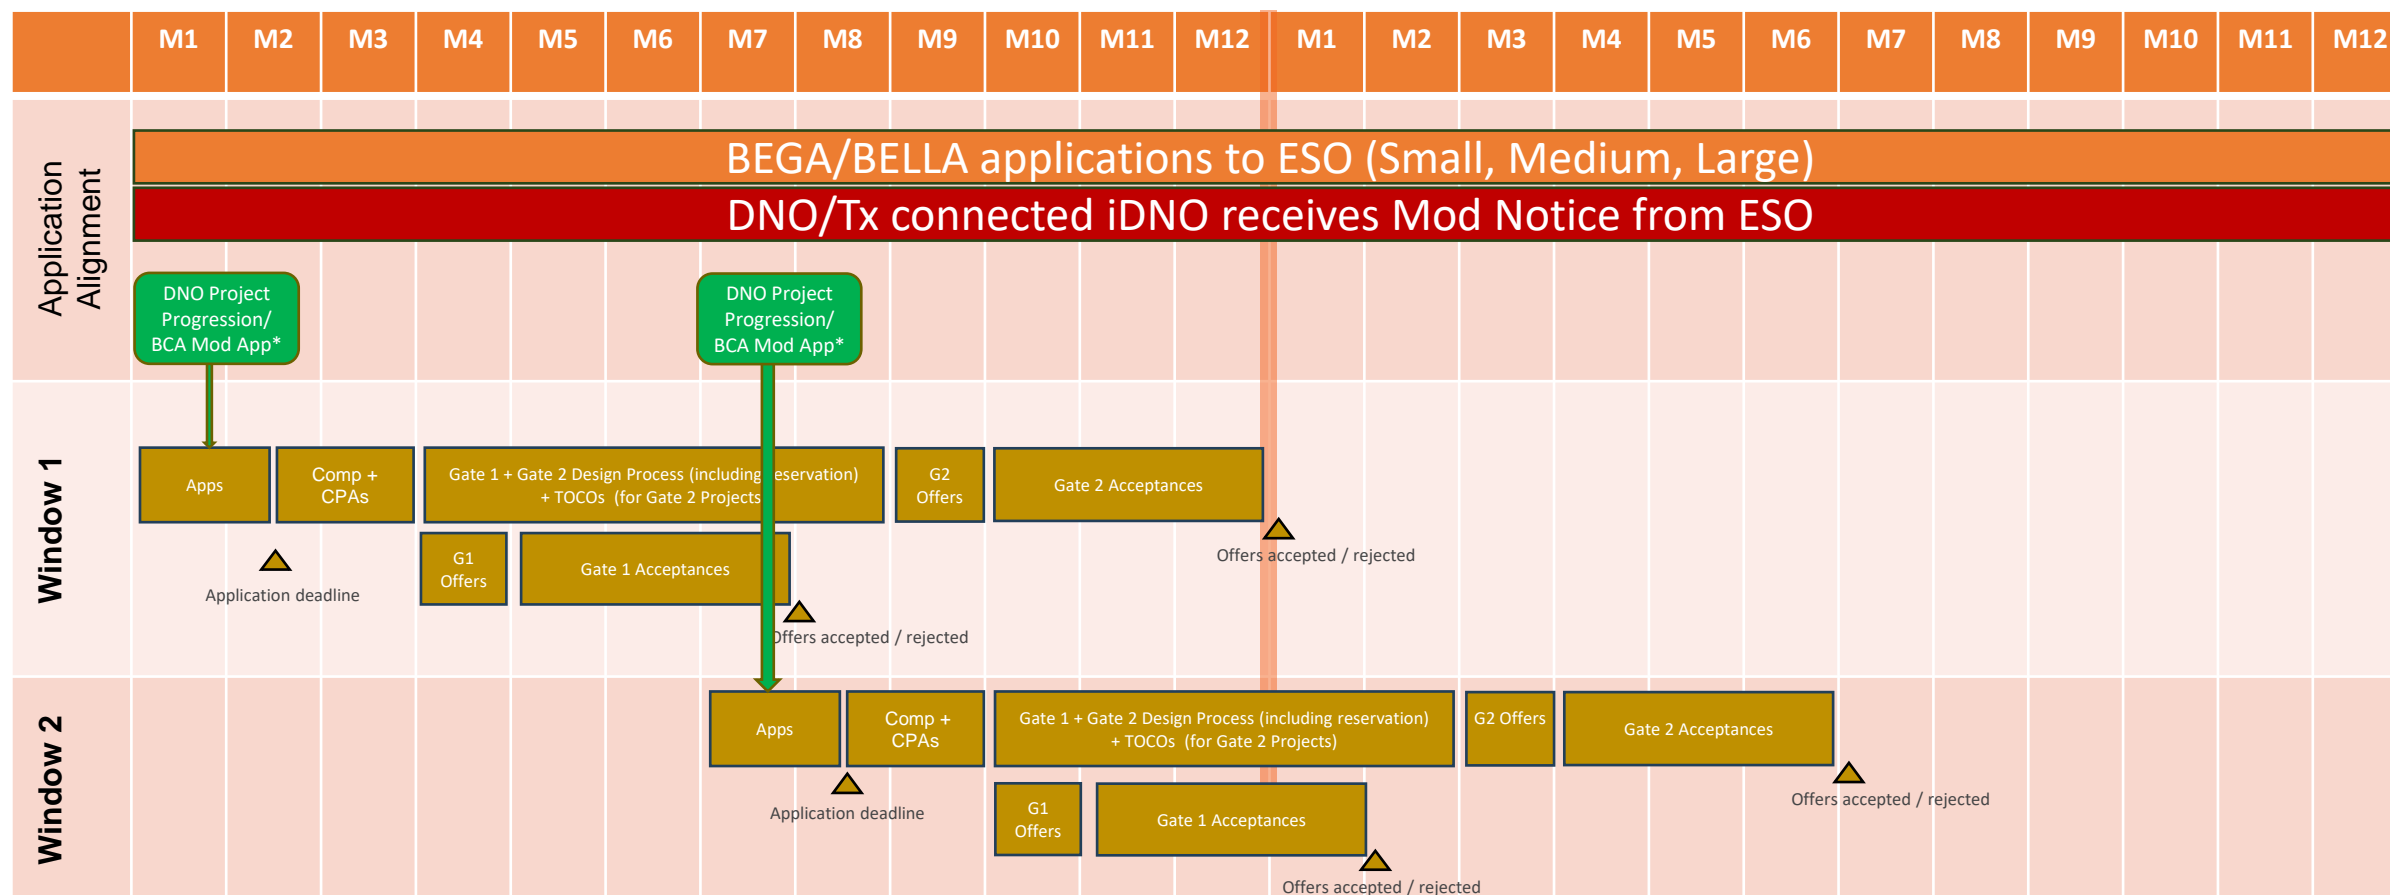 M1 M2 M3 M4 M5 M6 M7 M8 M9 M10 M11 M12 M1 M2 M3 M4 M5 M6 M7 M8 M9 M10 M11 M12
Application
Alignment
BEGA/BELLA applications to ESO (Small, Medium, Large)
DNO/Tx connected iDNO receives Mod Notice from ESO
DNO Project
Progression/
BCA Mod App*
DNO Project
Progression/
BCA Mod App*
Window 1
Apps
Comp +
CPAs
Gate 1 + Gate 2 Design Process (including reservation)
+ TOCOs (for Gate 2 Projects
G2
Offers
Gate 2 Acceptances
Offers accepted / rejected
Application deadline
G1
Offers
Gate 1 Acceptances
Offers accepted / rejected
Window 2
Apps
Comp +
CPAs
Gate 1 + Gate 2 Design Process (including reservation)
+ TOCOs (for Gate 2 Projects)
G2 Offers
Gate 2 Acceptances
Offers accepted / rejected
Application deadline
G1
Offers
Gate 1 Acceptances
Offers accepted / rejected